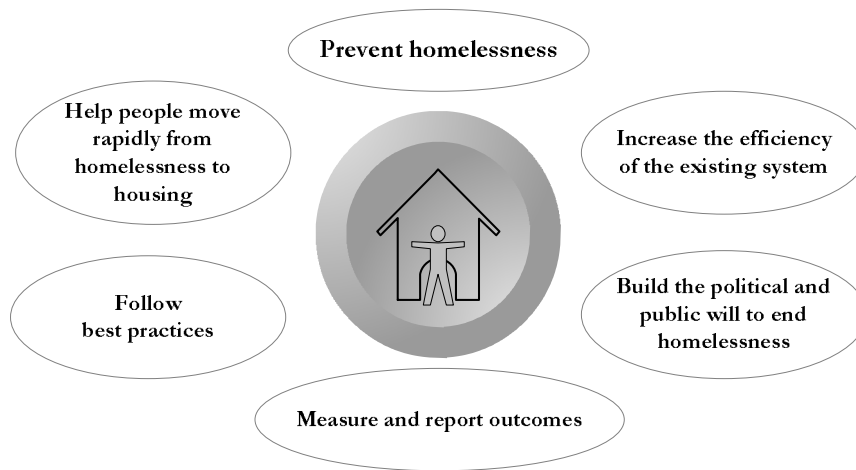 Prevent homelessness
Help people move
rapidly from
homelessness to
housing
Increase the efficiency
of the existing system
Follow
best practices
Build the political and
public will to end
homelessness
Measure and report outcomes